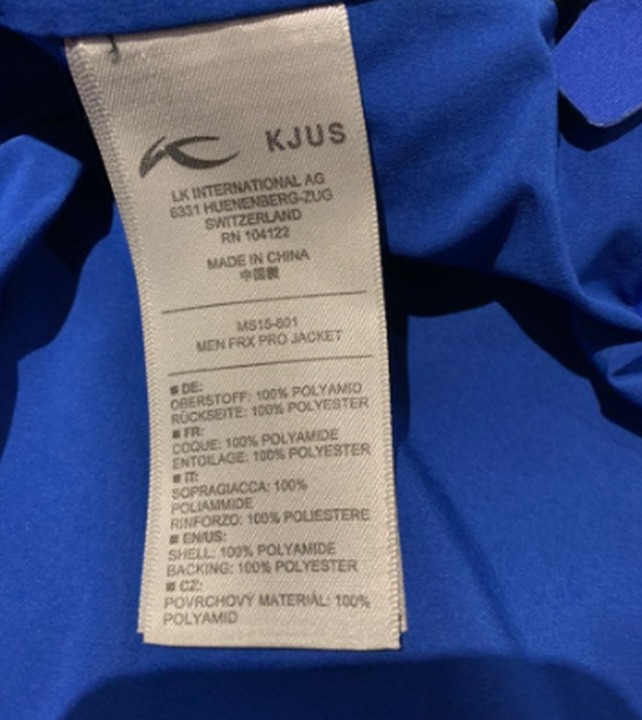 KJUS
LK INTERNATIONAL AG
6331 HUENENBERG-ZUG
SWITZERLAND
RN 104122
MADE IN CHINA
中国製
MS15-601
MEN FRX PRO JACKET
■ DE:
OBERSTOFF: 100% POLYAMID
RÜCKSEITE: 100% POLYESTER
■ FR:
COQUE: 100% POLYAMIDE
ENTOILAGE: 100% POLYESTER
■ IT:
SOPRAGIACCA: 100%
POLIAMMIDE
RINFORZO: 100% POLIESTERE
■ EN/US:
SHELL: 100% POLYAMIDE
BACKING: 100% POLYESTER
■ CZ:
POVRCHOVÝ MATERIÁL: 100%
POLYAMID